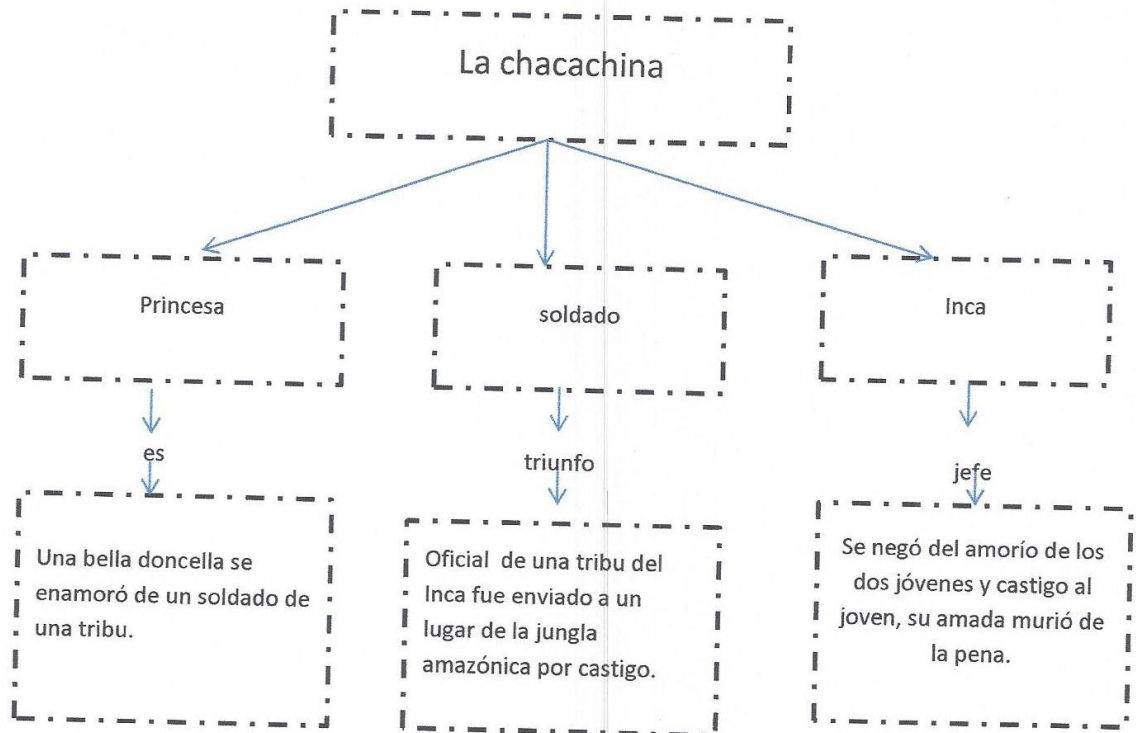 La chacachina
Princesa
soldado
Inca
es
triunfo
jefe
Una bella doncella se
enamoró de un soldado de
una tribu.
Oficial de una tribu del
Inca fue enviado a un
lugar de la jungla
amazónica por castigo.
Se negó del amorío de los
dos jóvenes y castigo al
joven, su amada murió de
la pena.